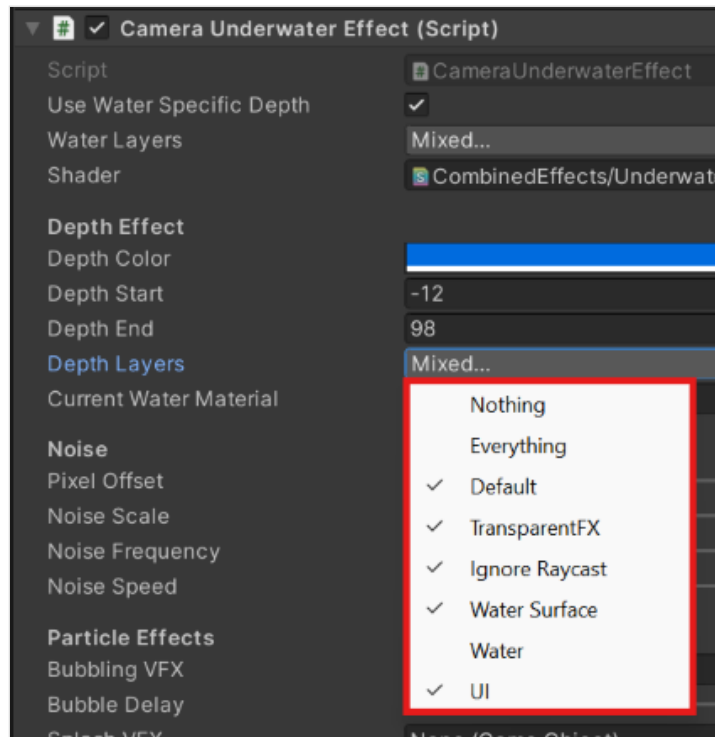 Camera Underwater Effect (Script)
Script CameraUnderwaterEffect
Use Water Specific Depth
Water Layers Mixed...
Shader CombinedEffects/Underwat
Depth Effect
Depth Color
Depth Start -12
Depth End 98
Depth Layers Mixed...
Current Water Material
Nothing
Everything
Noise
Pixel Offset
Default
Noise Scale
TransparentFX
Noise Frequency
Ignore Raycast
Noise Speed
Water Surface
Particle Effects
Water
Bubbling VFX
UI
Bubble Delay